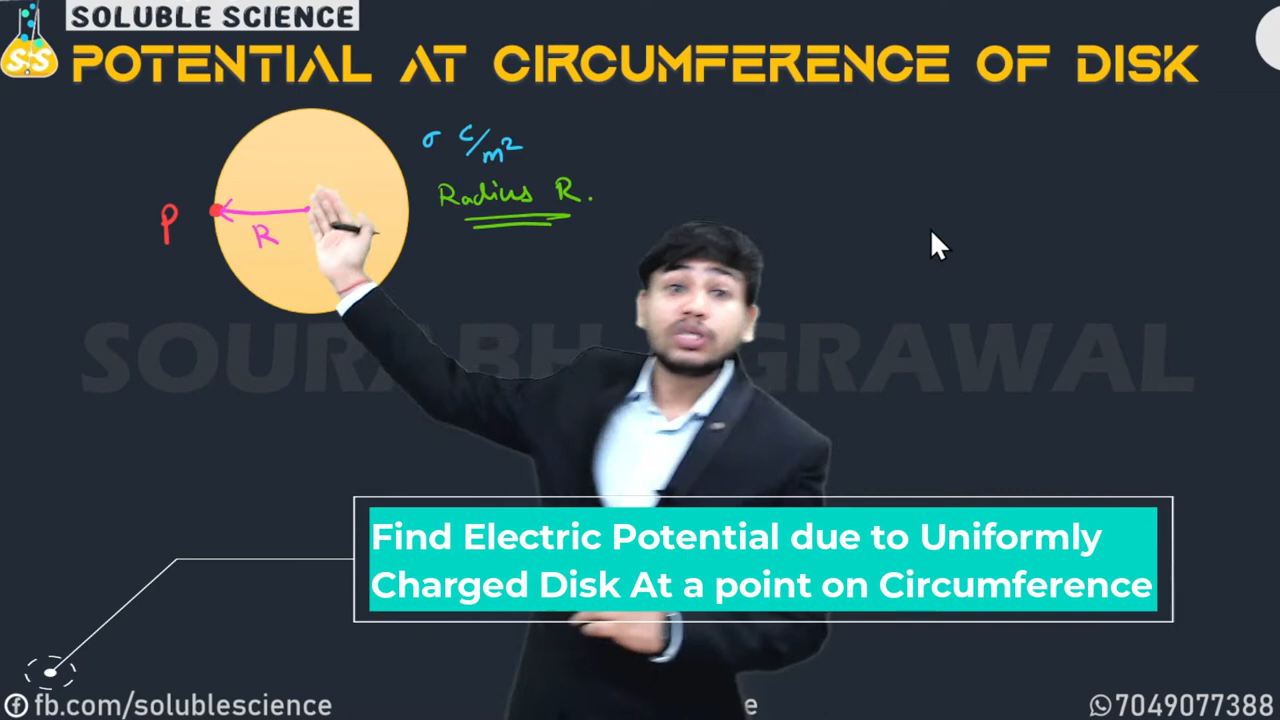 SOLUBLE SCIENCE
S.S
POTENTIAL AT CIRCUMFERENCE OF DISK
σ C/m²
Radius R.
P
R
Find Electric Potential due to Uniformly
Charged Disk At a point on Circumference
fb.com/solublescience
e
7049077388